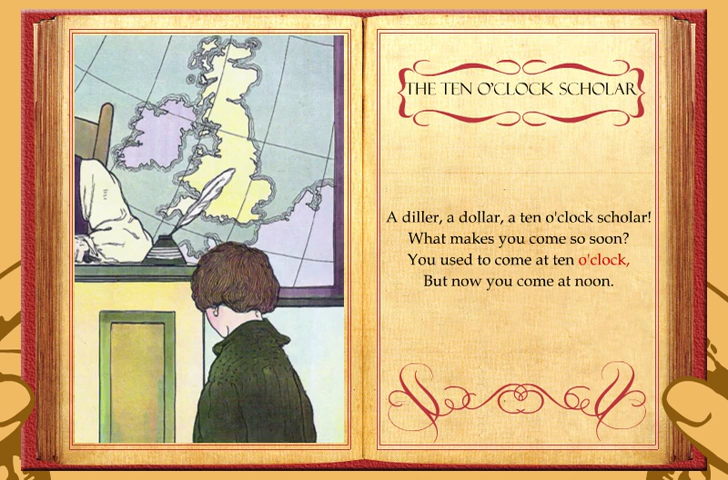 THE TEN O'CLOCK SCHOLAR
A diller, a dollar, a ten o'clock scholar!
What makes you come so soon?
You used to come at ten o'clock,
But now you come at noon.